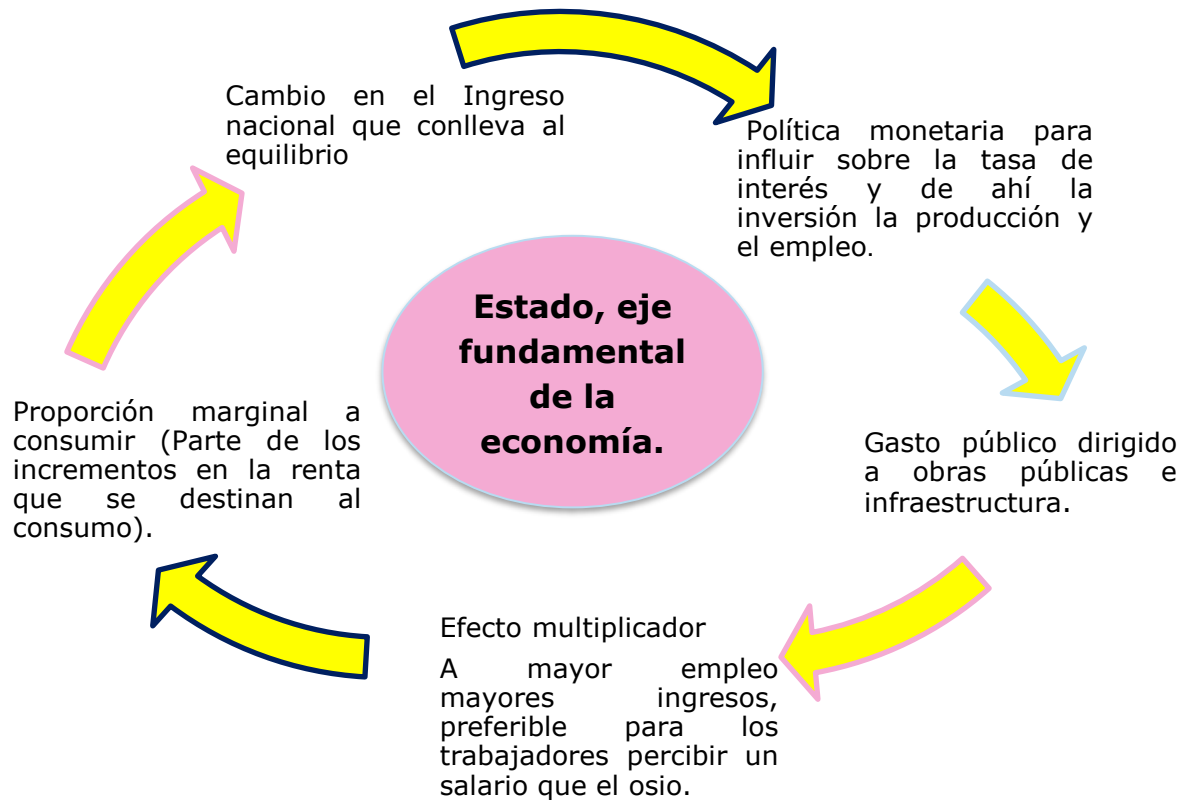 Cambio en el Ingreso
nacional que conlleva al
equilibrio
Política monetaria para
influir sobre la tasa de
interés y de ahí la
inversión la producción y
el empleo.
Estado, eje
fundamental
de la
economía.
Gasto público dirigido
a obras públicas e
infraestructura.
Efecto multiplicador
A mayor empleo
mayores ingresos,
preferible para los
trabajadores percibir un
salario que el osio.
Proporción marginal a
consumir (Parte de los
incrementos en la renta
que se destinan al
consumo).